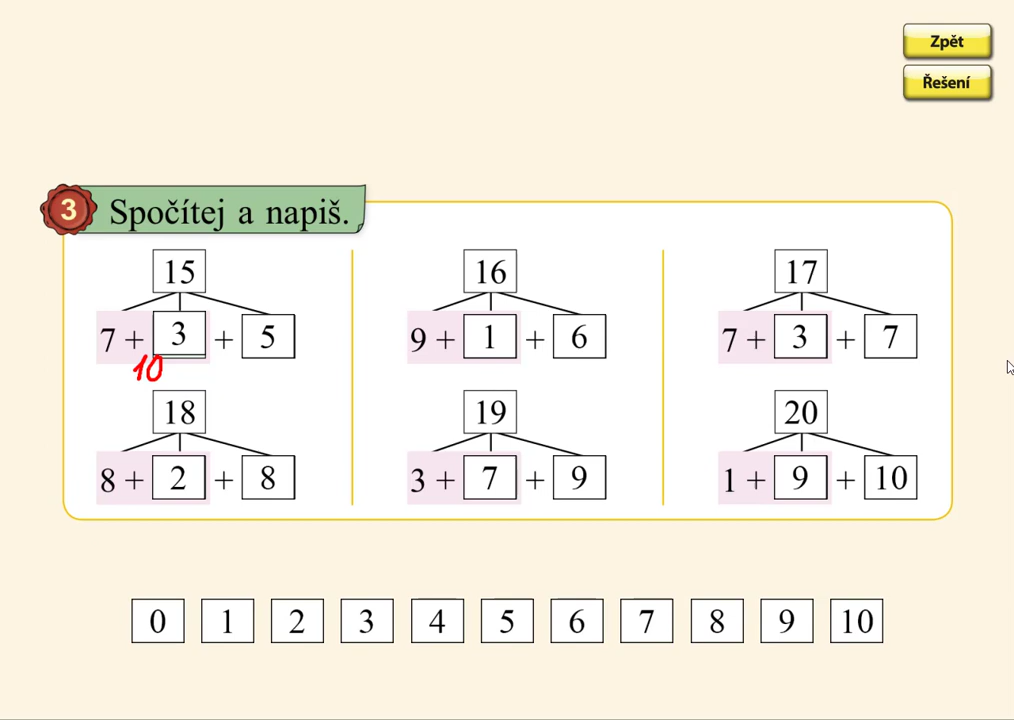 Zpět
Řešení
3 Spočítej a napiš.
15 16 17
7 + 3 + 5 9 + 1 + 6 7 + 3 + 7
10
18 19 20
8 + 2 + 8 3 + 7 + 9 1 + 9 + 10
0 1 2 3 4 5 6 7 8 9 10